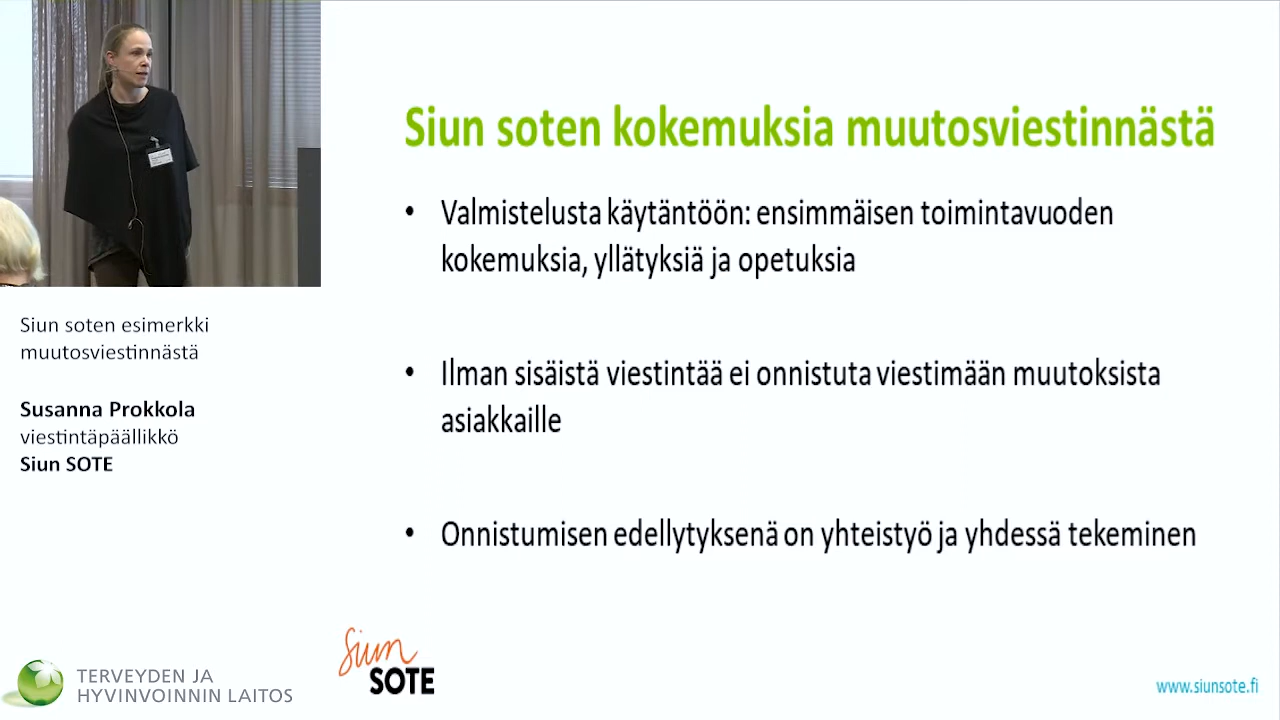 Siun soten kokemuksia muutosviestinnästä
• Valmistelusta käytäntöön: ensimmäisen toimintavuoden
kokemuksia, yllätyksiä ja opetuksia
• Ilman sisäistä viestintää ei onnistuta viestimään muutoksista
asiakkaille
• Onnistumisen edellytyksenä on yhteistyö ja yhdessä tekeminen
Siun soten esimerkki
muutosviestinnästä
Susanna Prokkola
viestintäpäällikkö
Siun SOTE
TERVEYDEN JA
HYVINVOINNIN LAITOS
Siun
SOTE
www.siunsote.fi